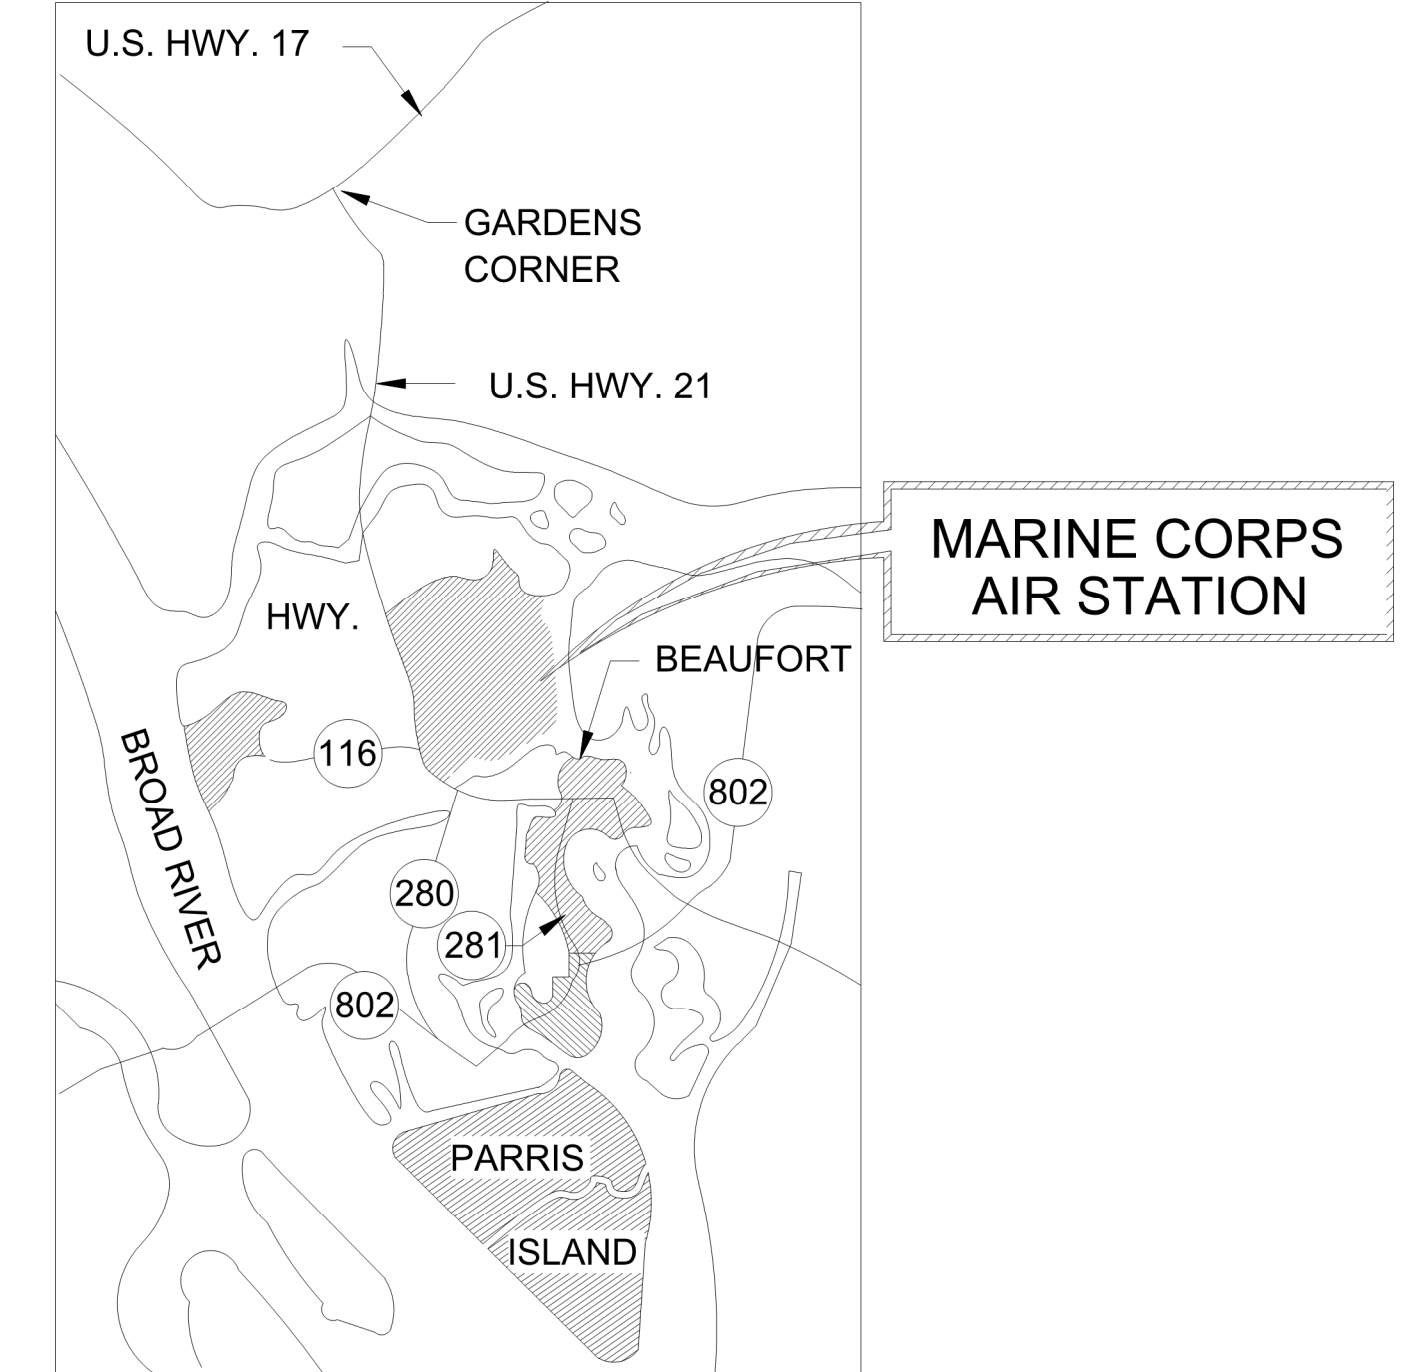 U.S. HWY. 17
GARDENS
CORNER
U.S. HWY. 21
MARINE CORPS
AIR STATION
HWY.
BEAUFORT
116
802
BROAD RIVER
280
281
802
PARRIS
ISLAND